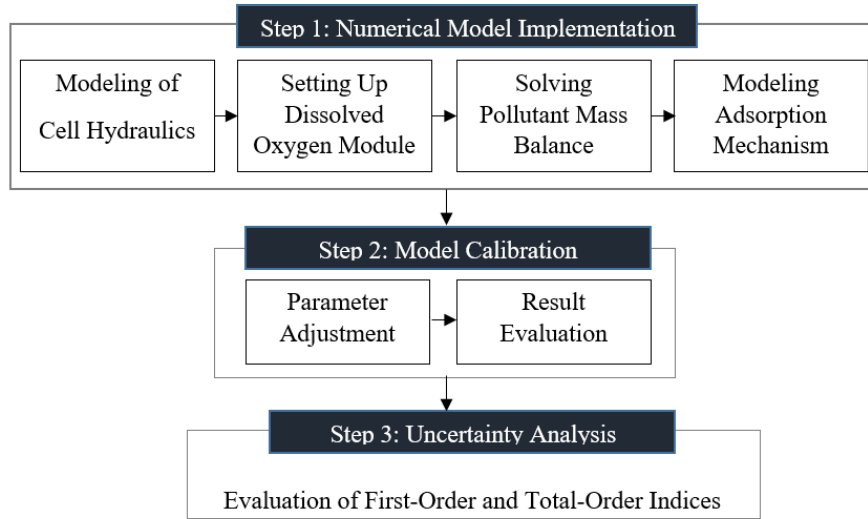 Step 1: Numerical Model Implementation
Modeling of
Cell Hydraulics
Setting Up
Dissolved
Oxygen Module
Solving
Pollutant Mass
Balance
Modeling
Adsorption
Mechanism
Step 2: Model Calibration
Parameter
Adjustment
Result
Evaluation
Step 3: Uncertainty Analysis
Evaluation of First-Order and Total-Order Indices